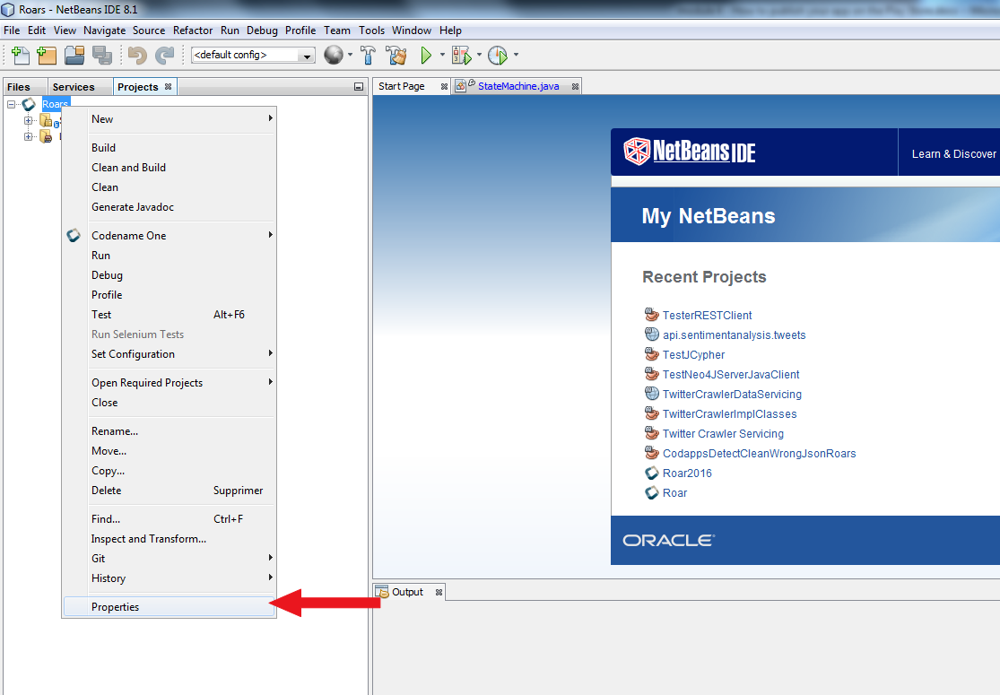 Roars - NetBeans IDE 8.1
File Edit View Navigate Source Refactor Run Debug Profile Team Tools Window Help
<default config>
Files Services Projects
Start Page StateMachine.java
Roars
New
Build
Clean and Build
Clean
Generate Javadoc
Codename One
Run
Debug
Profile
Test Alt+F6
Run Selenium Tests
Set Configuration
Open Required Projects
Close
Rename...
Move...
Copy...
Delete Supprimer
Find... Ctrl+F
Inspect and Transform...
Git
History
Properties
NetBeans IDE
Learn & Discover
My NetBeans
Recent Projects
TesterRESTClient
api.sentimentanalysis.tweets
TestJCypher
TestNeo4JServerJavaClient
TwitterCrawlerDataServicing
TwitterCrawlerImplClasses
Twitter Crawler Servicing
CodappsDetectCleanWrongJsonRoars
Roar2016
Roar
ORACLE
Output